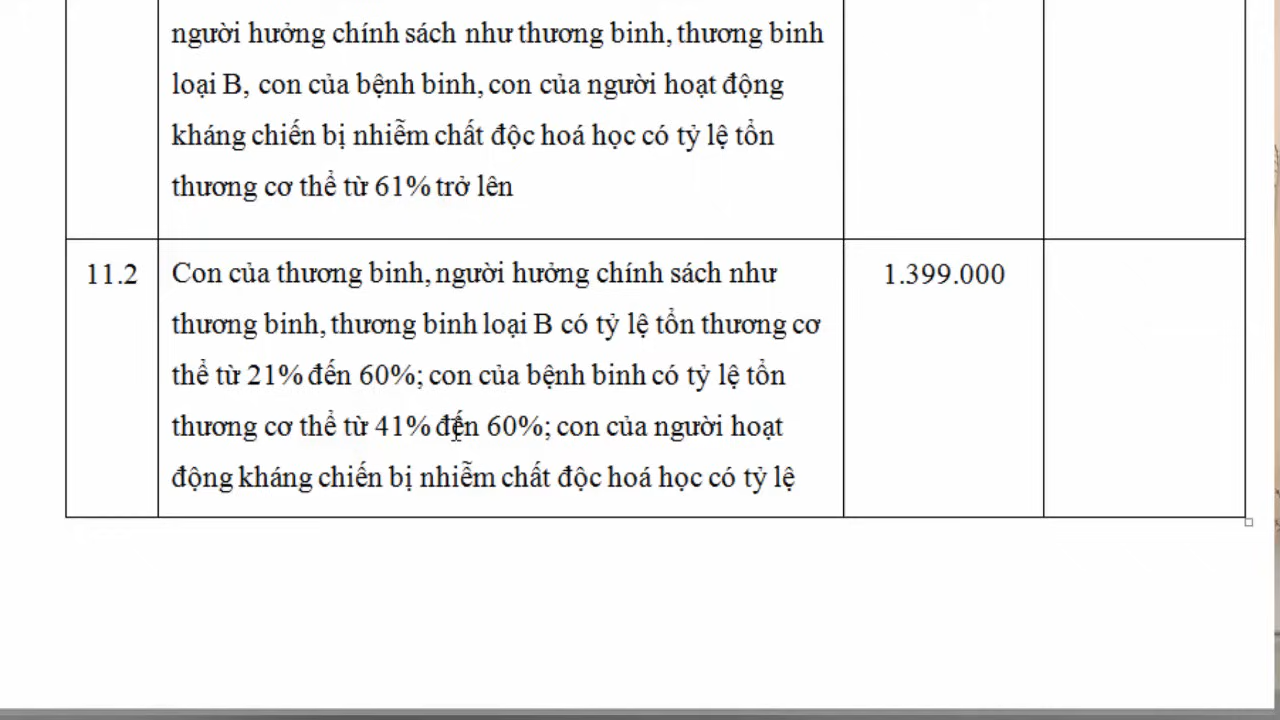 người hưởng chính sách như thương binh, thương binh
loại B, con của bệnh binh, con của người hoạt động
kháng chiến bị nhiễm chất độc hoá học có tỷ lệ tổn
thương cơ thể từ 61% trở lên
11.2
Con của thương binh, người hưởng chính sách như
thương binh, thương binh loại B có tỷ lệ tổn thương cơ
thể từ 21% đến 60%; con của bệnh binh có tỷ lệ tổn
thương cơ thể từ 41% đến 60%; con của người hoạt
động kháng chiến bị nhiễm chất độc hoá học có tỷ lệ
1.399.000